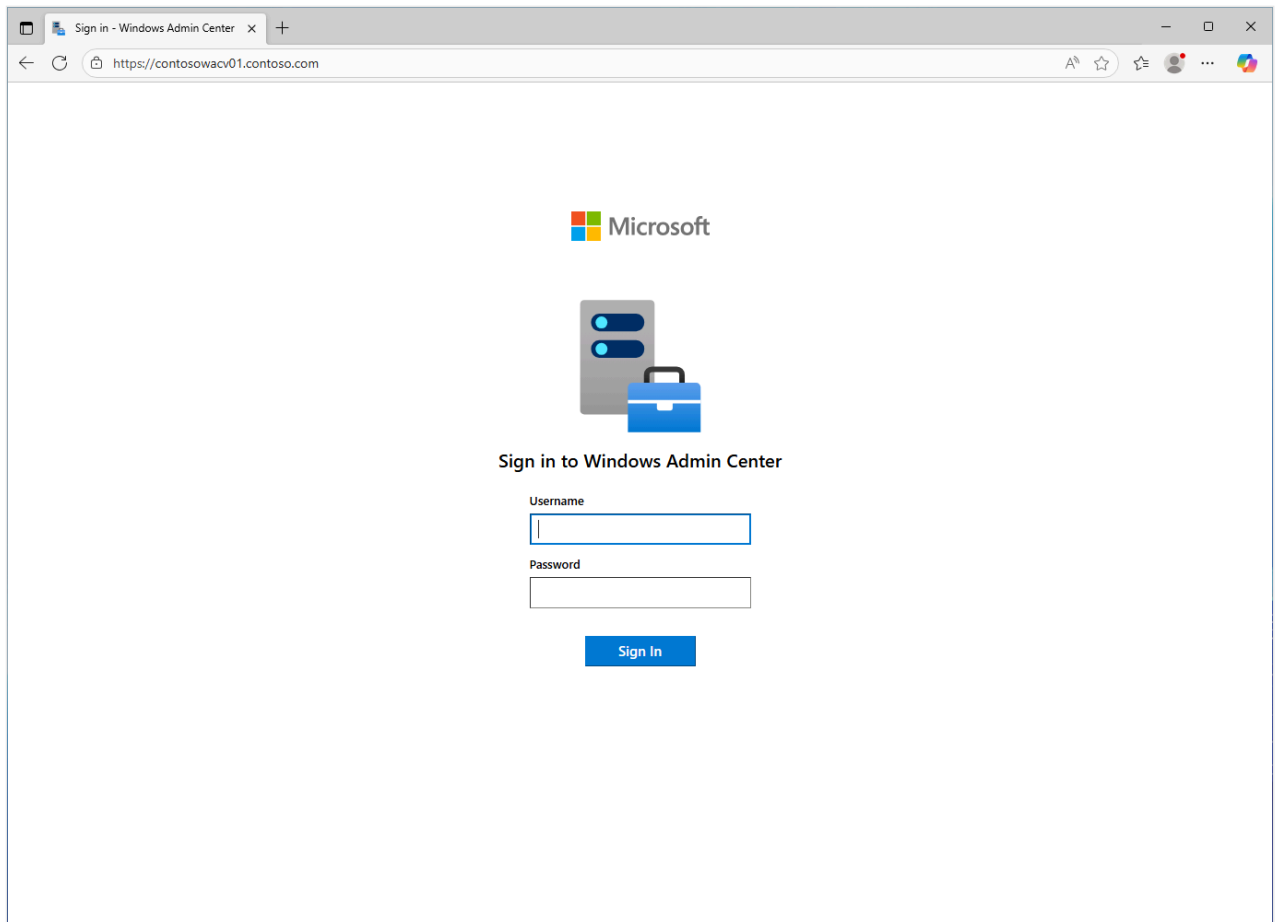 Sign in - Windows Admin Center
https://contosowacv01.contoso.com
Microsoft
Sign in to Windows Admin Center
Username
Password
Sign In